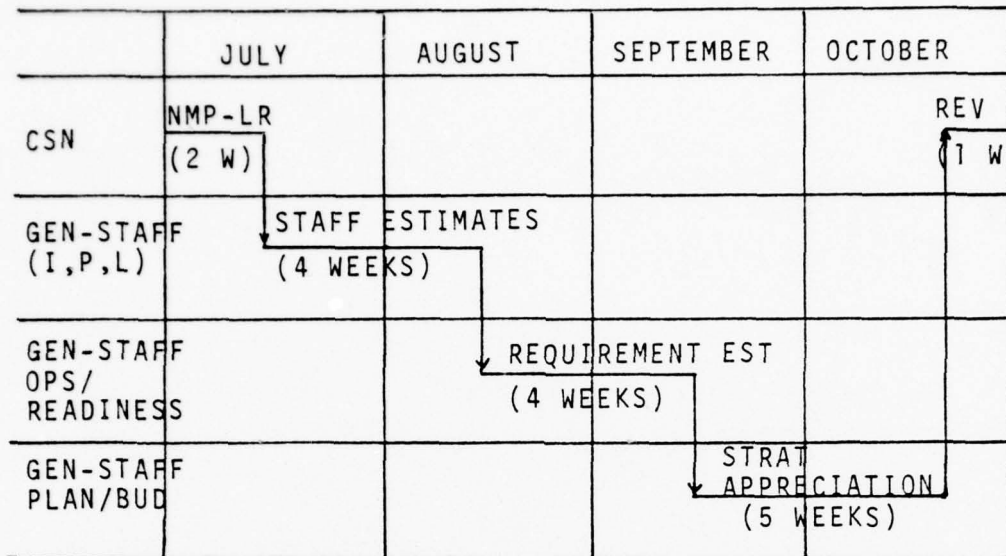 JULY AUGUST SEPTEMBER OCTOBER
CSN
NMP-LR
(2 W)
REV
(1 W
GEN-STAFF
(I,P,L)
STAFF ESTIMATES
(4 WEEKS)
GEN-STAFF
OPS/
READINESS
REQUIREMENT EST
(4 WEEKS)
GEN-STAFF
PLAN/BUD
STRAT
APPRECIATION
(5 WEEKS)